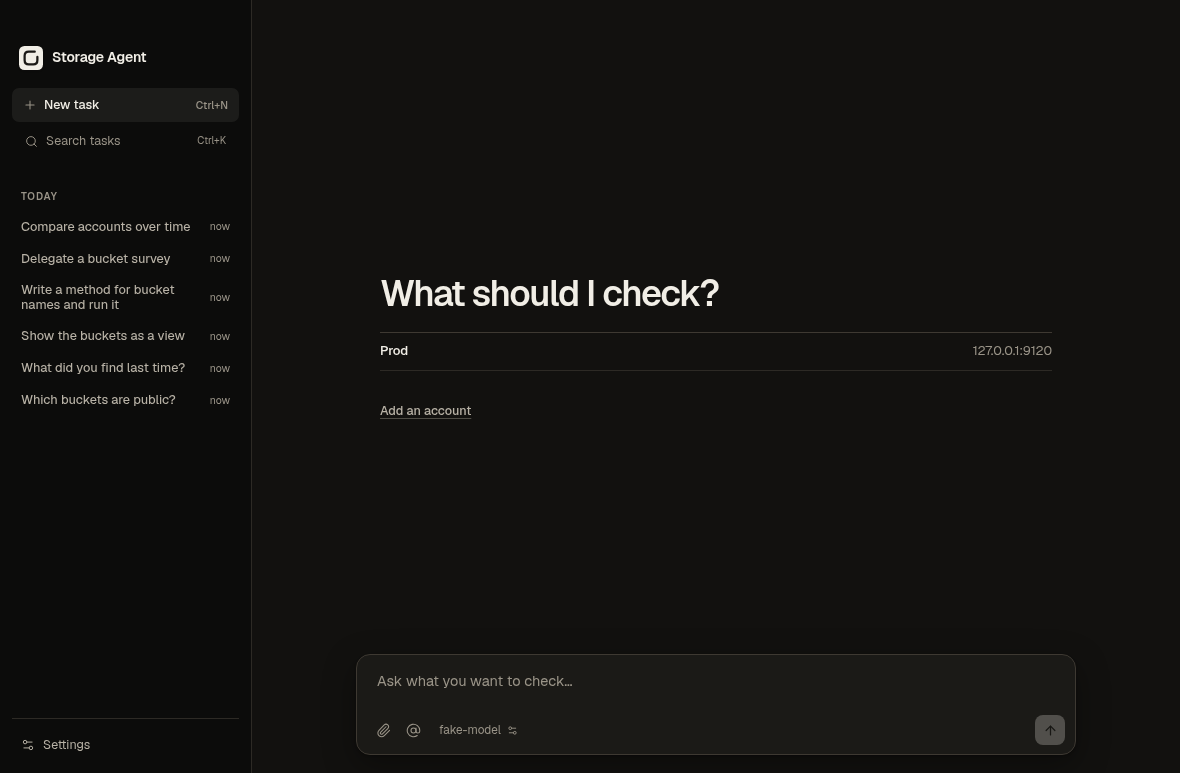 Storage Agent
New task Ctrl+N
Search tasks Ctrl+K
TODAY
Compare accounts over time now
Delegate a bucket survey now
Write a method for bucket
names and run it now
Show the buckets as a view now
What did you find last time? now
Which buckets are public? now
Settings
What should I check?
Prod 127.0.0.1:9120
Add an account
Ask what you want to check...
fake-model